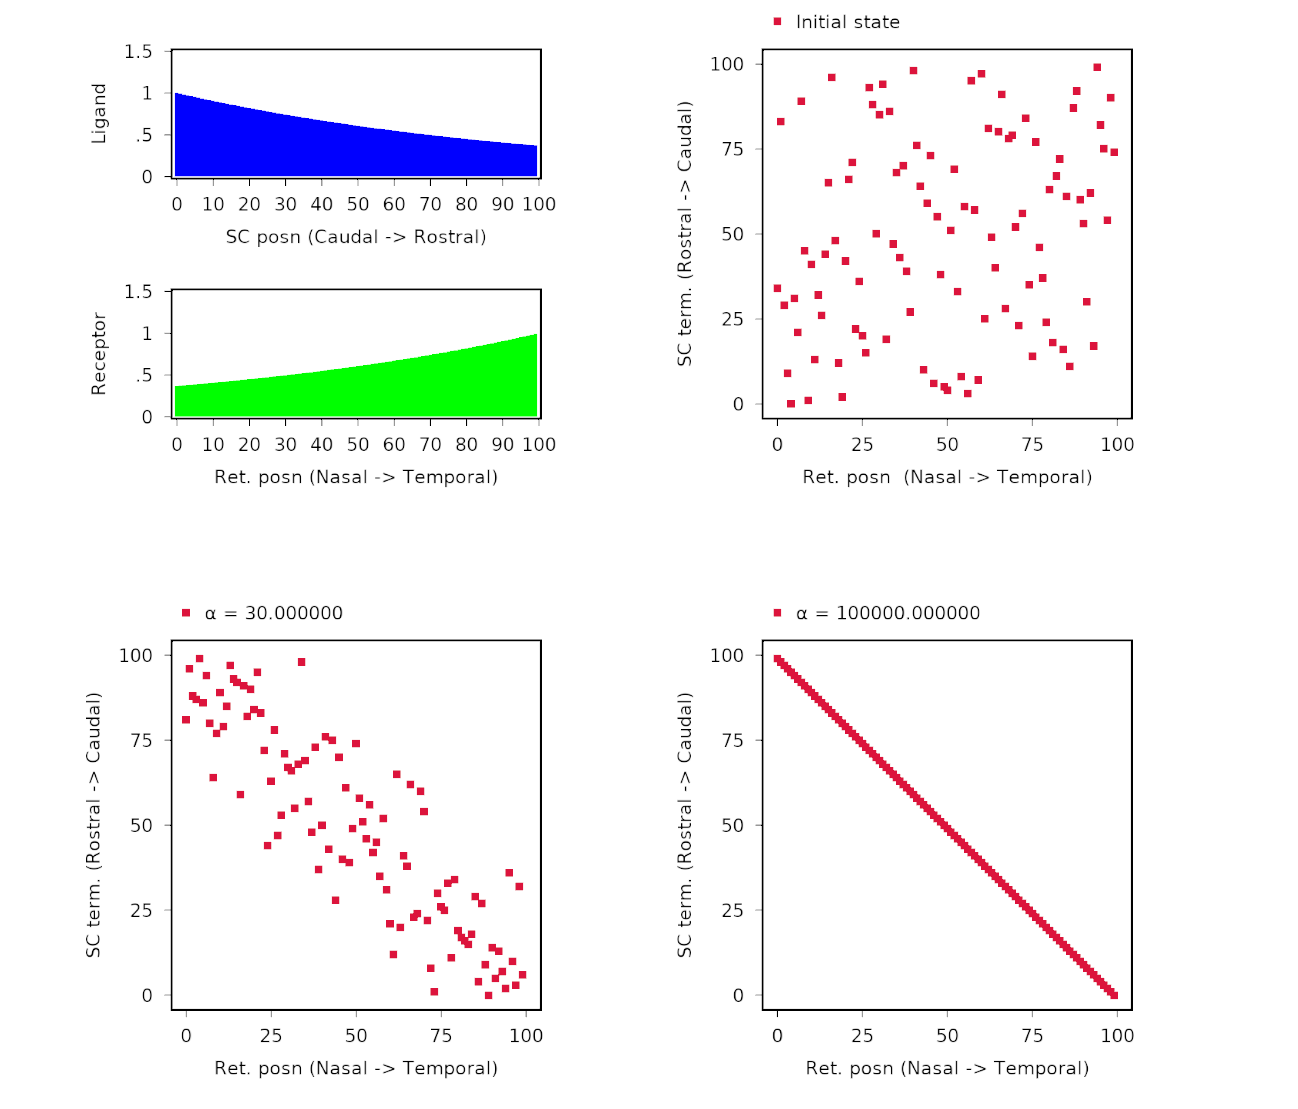 1.5
1
.5
0
Ligand
0 10 20 30 40 50 60 70 80 90 100
SC posn (Caudal -> Rostral)
1.5
1
.5
0
Receptor
0 10 20 30 40 50 60 70 80 90 100
Ret. posn (Nasal -> Temporal)
Initial state
100
75
50
25
0
SC term. (Rostral -> Caudal)
0 25 50 75 100
Ret. posn (Nasal -> Temporal)
α = 30.000000
100
75
50
25
0
SC term. (Rostral -> Caudal)
0 25 50 75 100
Ret. posn (Nasal -> Temporal)
α = 100000.000000
100
75
50
25
0
SC term. (Rostral -> Caudal)
0 25 50 75 100
Ret. posn (Nasal -> Temporal)